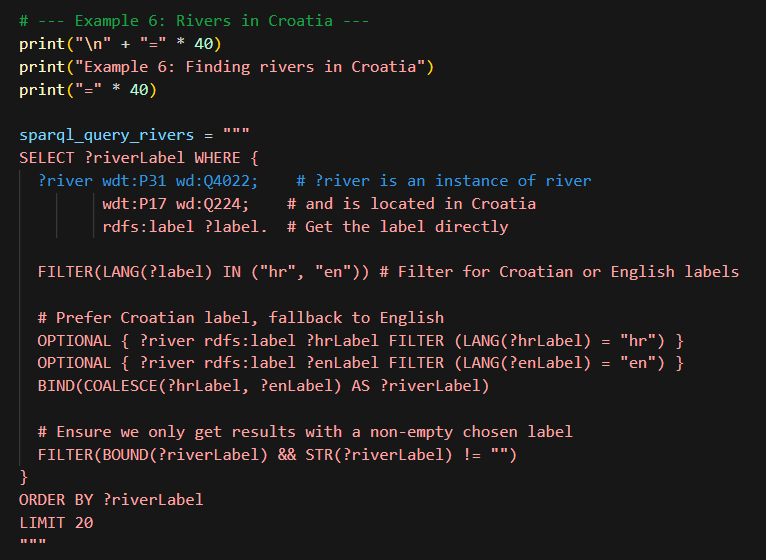 # --- Example 6: Rivers in Croatia ---
print("\n" + "=" * 40)
print("Example 6: Finding rivers in Croatia")
print("=" * 40)

sparql_query_rivers = """
SELECT ?riverLabel WHERE {
  ?river wdt:P31 wd:Q4022;    # ?river is an instance of river
         wdt:P17 wd:Q224;    # and is located in Croatia
         rdfs:label ?label.  # Get the label directly

  FILTER(LANG(?label) IN ("hr", "en")) # Filter for Croatian or English labels

  # Prefer Croatian label, fallback to English
  OPTIONAL { ?river rdfs:label ?hrLabel FILTER (LANG(?hrLabel) = "hr") }
  OPTIONAL { ?river rdfs:label ?enLabel FILTER (LANG(?enLabel) = "en") }
  BIND(COALESCE(?hrLabel, ?enLabel) AS ?riverLabel)

  # Ensure we only get results with a non-empty chosen label
  FILTER(BOUND(?riverLabel) && STR(?riverLabel) != "")
}
ORDER BY ?riverLabel
LIMIT 20
"""